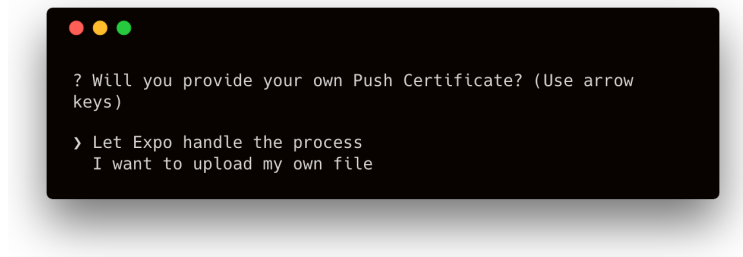 ? Will you provide your own Push Certificate? (Use arrow
keys)
❯ Let Expo handle the process
I want to upload my own file